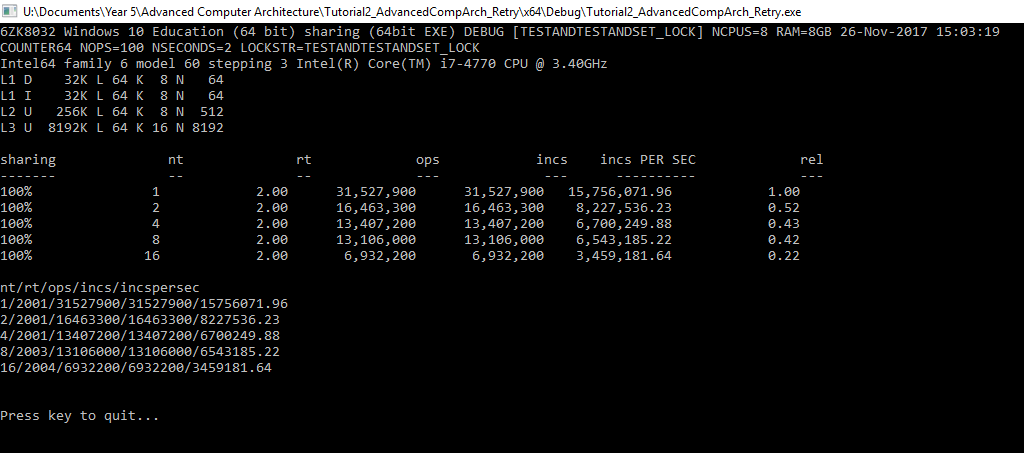 U:\Documents\Year 5\Advanced Computer Architecture\Tutorial2_AdvancedCompArch_Retry\x64\Debug\Tutorial2_AdvancedCompArch_Retry.exe
6ZK8032 Windows 10 Education (64 bit) sharing (64bit EXE) DEBUG [TESTANDTESTANDSET_LOCK] NCPUS=8 RAM=8GB 26-Nov-2017 15:03:19
COUNTER64 NOPS=100 NSECONDS=2 LOCKSTR=TESTANDTESTANDSET_LOCK
Intel64 family 6 model 60 stepping 3 Intel(R) Core(TM) i7-4770 CPU @ 3.40GHz
L1 D    32K L 64 K  8 N   64
L1 I    32K L 64 K  8 N   64
L2 U   256K L 64 K  8 N  512
L3 U  8192K L 64 K 16 N 8192
sharing              nt              rt             ops            incs    incs PER SEC             rel
-------              --              --             ---             ---      ----------             ---
100%               1            2.00      31,527,900      31,527,900   15,756,071.96            1.00
100%               2            2.00      16,463,300      16,463,300    8,227,536.23            0.52
100%               4            2.00      13,407,200      13,407,200    6,700,249.88            0.43
100%               8            2.00      13,106,000      13,106,000    6,543,185.22            0.42
100%              16            2.00       6,932,200       6,932,200    3,459,181.64            0.22
nt/rt/ops/incs/incspersec
1/2001/31527900/31527900/15756071.96
2/2001/16463300/16463300/8227536.23
4/2001/13407200/13407200/6700249.88
8/2003/13106000/13106000/6543185.22
16/2004/6932200/6932200/3459181.64
Press key to quit...